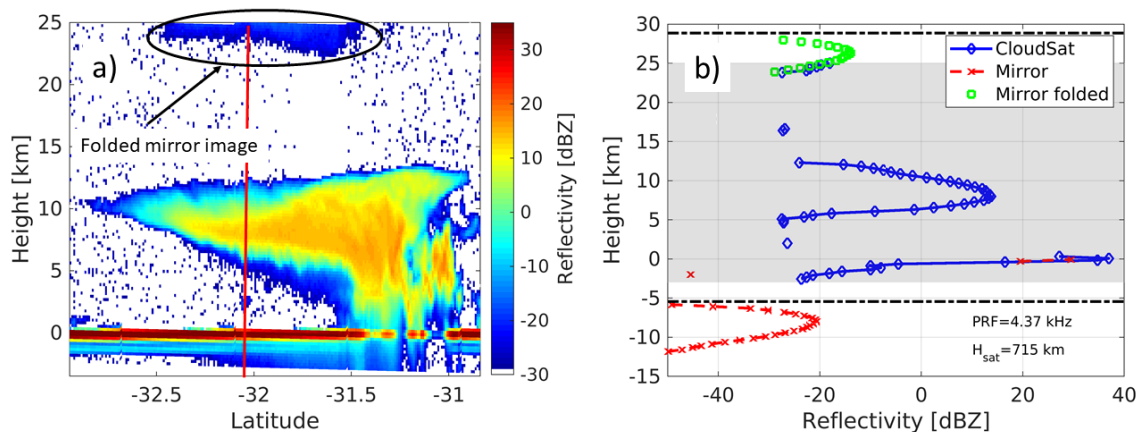 a)
Folded mirror image
25
20
15
10
5
0
Height [km]
-32.5
-32
-31.5
-31
Latitude
30
20
10
0
-10
-20
-30
Reflectivity [dBZ]
b)
CloudSat
Mirror
Mirror folded
30
25
20
15
10
5
0
-5
-10
-15
Height [km]
PRF=4.37 kHz
Hsat=715 km
-40
-20
0
20
40
Reflectivity [dBZ]